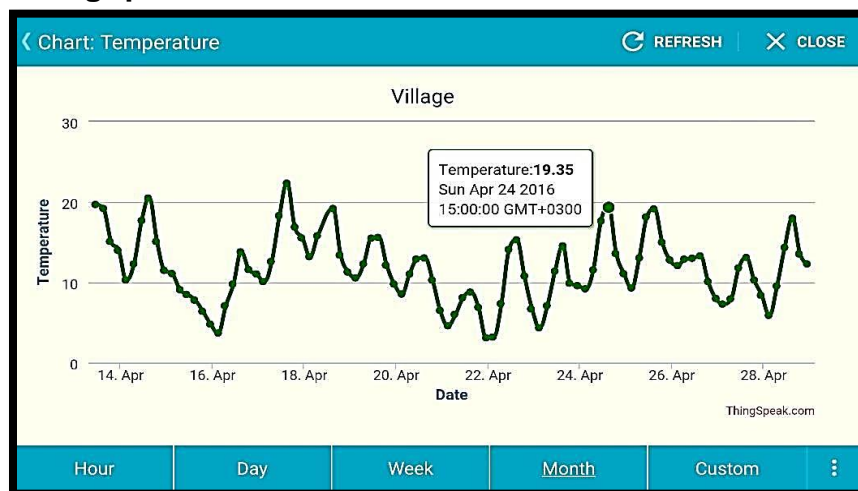 Chart: Temperature
REFRESH
CLOSE
Village
30
20
10
0
Temperature
Temperature:19.35
Sun Apr 24 2016
15:00:00 GMT+0300
14. Apr
16. Apr
18. Apr
20. Apr
22. Apr
24. Apr
26. Apr
28. Apr
Date
ThingSpeak.com
Hour
Day
Week
Month
Custom